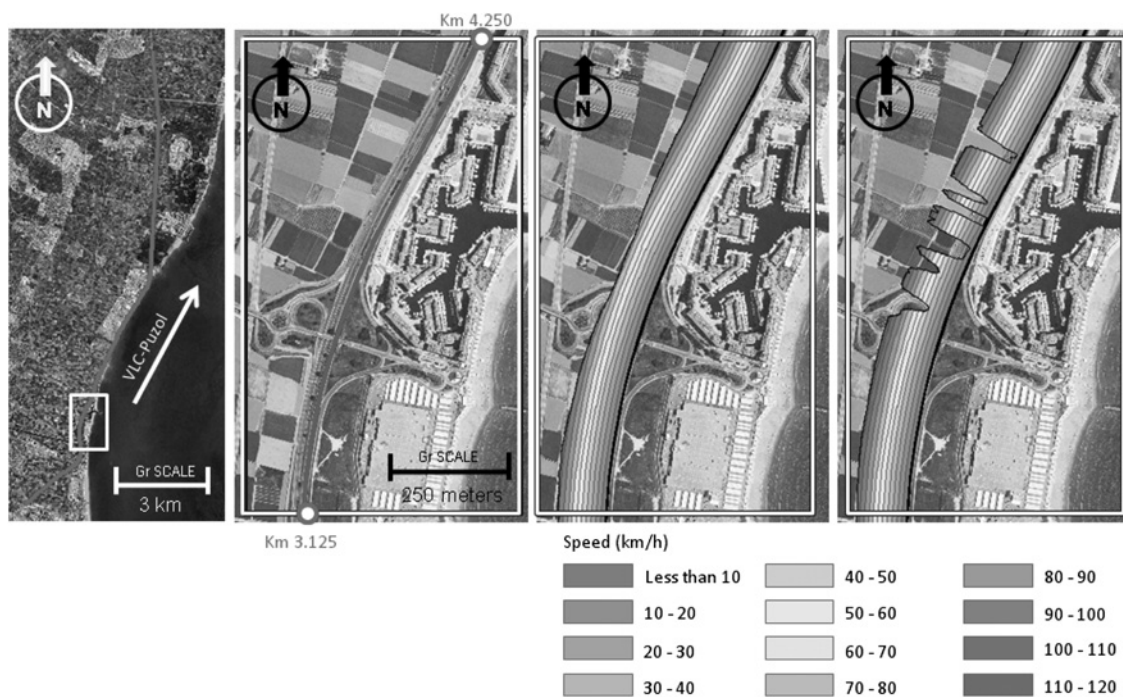 Km 4.250
N
N
N
N
VLC-Puzol
Gr SCALE
3 km
Gr SCALE
250 meters
Km 3.125
Speed (km/h)
Less than 10
10 - 20
20 - 30
30 - 40
40 - 50
50 - 60
60 - 70
70 - 80
80 - 90
90 - 100
100 - 110
110 - 120